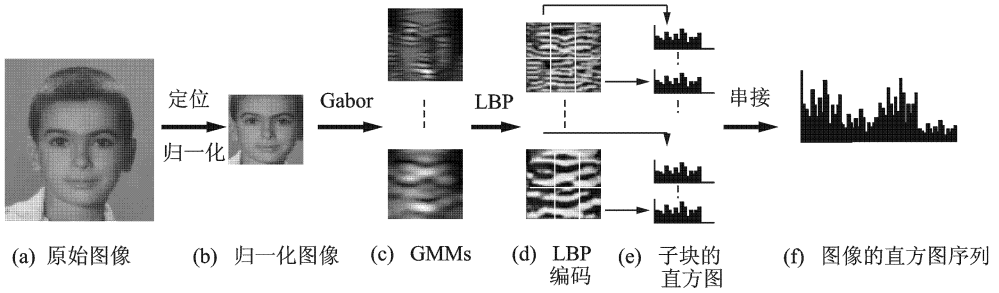 定位
归一化
Gabor
LBP
串接
(a) 原始图像
(b) 归一化图像
(c) GMMs
(d) LBP
编码
(e) 子块的
直方图
(f) 图像的直方图序列